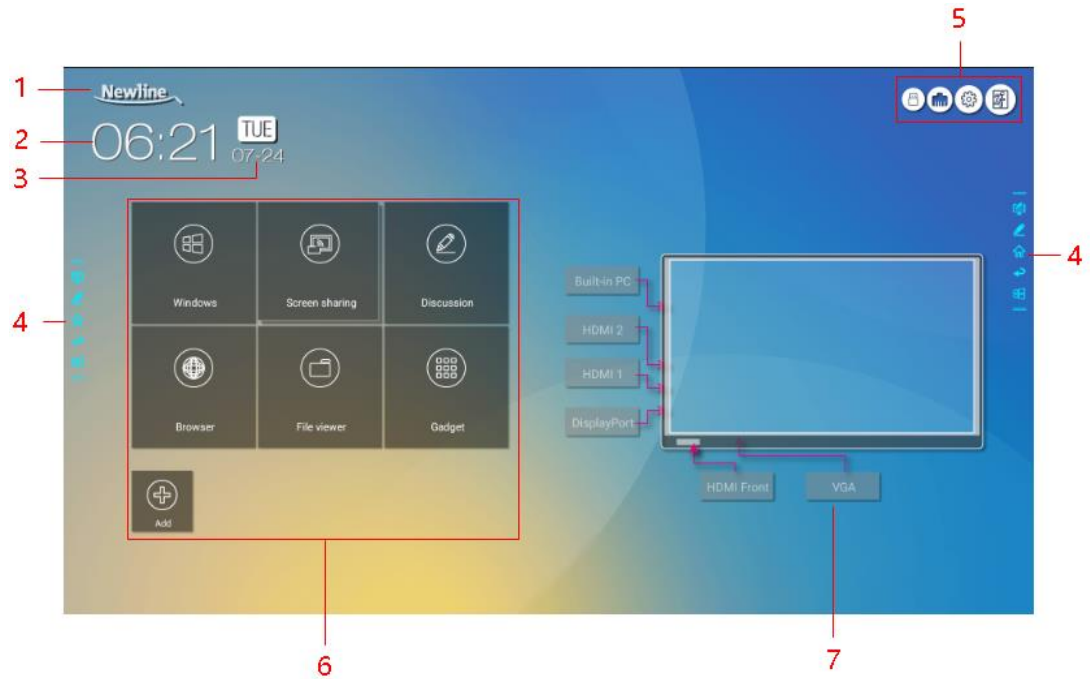 5
1
Newline
2
06:21
TUE
3
07-24
Windows
Screen sharing
Discussion
Browser
File viewer
Gadget
Add
4
4
Built-in PC
HDMI 2
HDMI 1
DisplayPort
HDMI Front
VGA
6
7